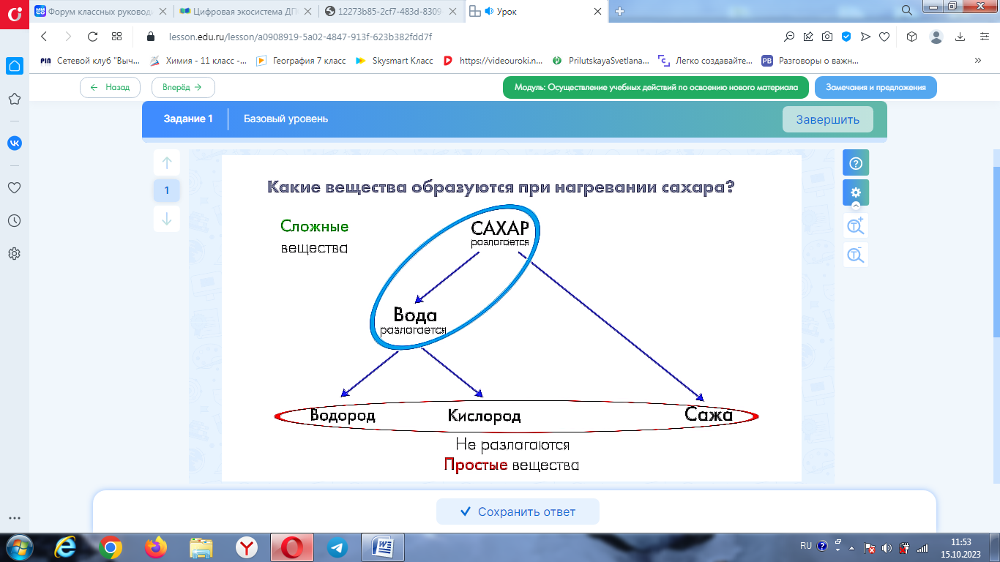 Форум классных руковод
Цифровая экосистема ДП
12273b85-2cf7-483d-8309
Урок
lesson.edu.ru/lesson/a0908919-5a02-4847-913f-623b382fdd7f
Сетевой клуб "Выч...
Химия - 11 класс -...
География 7 класс
Skysmart Класс
https://videouroki.n...
PrilutskayaSvetlana...
Легко создавайте...
Разговоры о важн...
Назад
Вперёд
Модуль: Осуществление учебных действий по освоению нового материала
Замечания и предложения
Задание 1
Базовый уровень
Завершить
1
Какие вещества образуются при нагревании сахара?
Сложные
вещества
САХАР
разлагается
Вода
разлагается
Водород
Кислород
Сажа
Не разлагаются
Простые вещества
Сохранить ответ
RU
11:53
15.10.2023